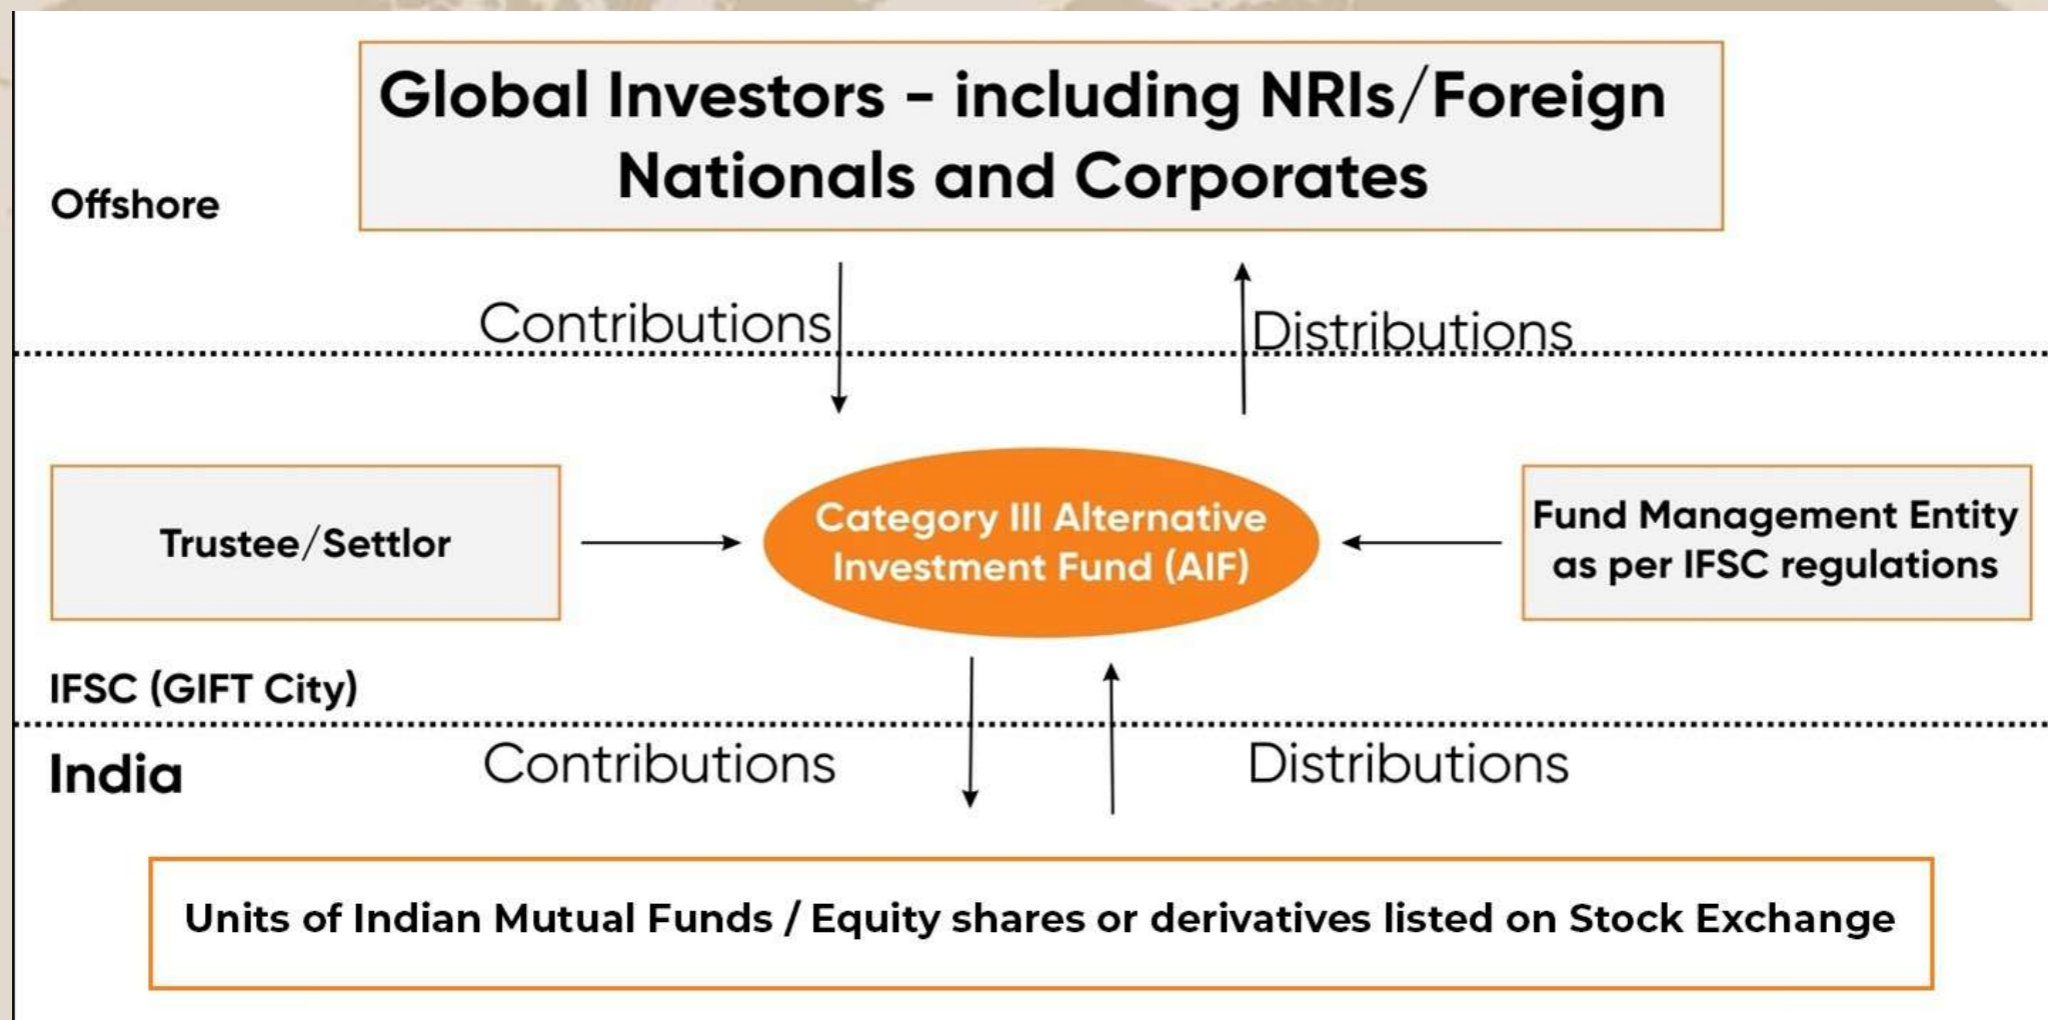 Global Investors - including NRIs/Foreign
Nationals and Corporates
Offshore
Contributions
Distributions
Trustee/Settlor
Category III Alternative
Investment Fund (AIF)
Fund Management Entity
as per IFSC regulations
IFSC (GIFT City)
India
Contributions
Distributions
Units of Indian Mutual Funds / Equity shares or derivatives listed on Stock Exchange